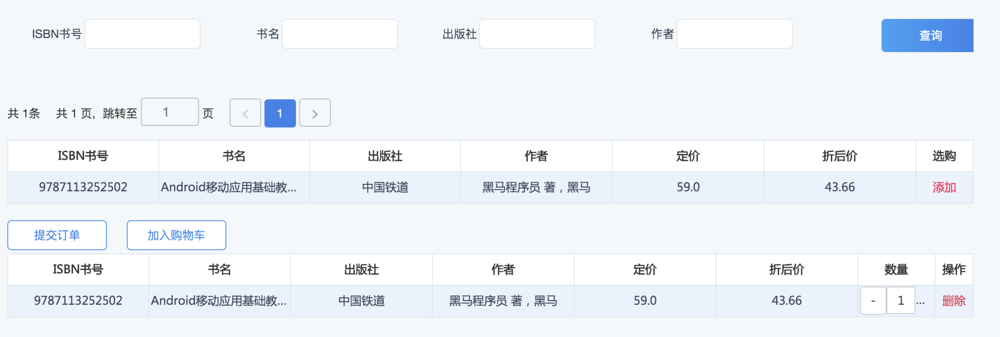 ISBN书号 书名 出版社 作者 查询
共 1条 共 1 页, 跳转至 1 页 < 1 >
ISBN书号 书名 出版社 作者 定价 折后价 选购
9787113252502 Android移动应用基础教... 中国铁道 黑马程序员 著，黑马 59.0 43.66 添加
提交订单 加入购物车
ISBN书号 书名 出版社 作者 定价 折后价 数量 操作
9787113252502 Android移动应用基础教... 中国铁道 黑马程序员 著，黑马 59.0 43.66 - 1 ... 删除